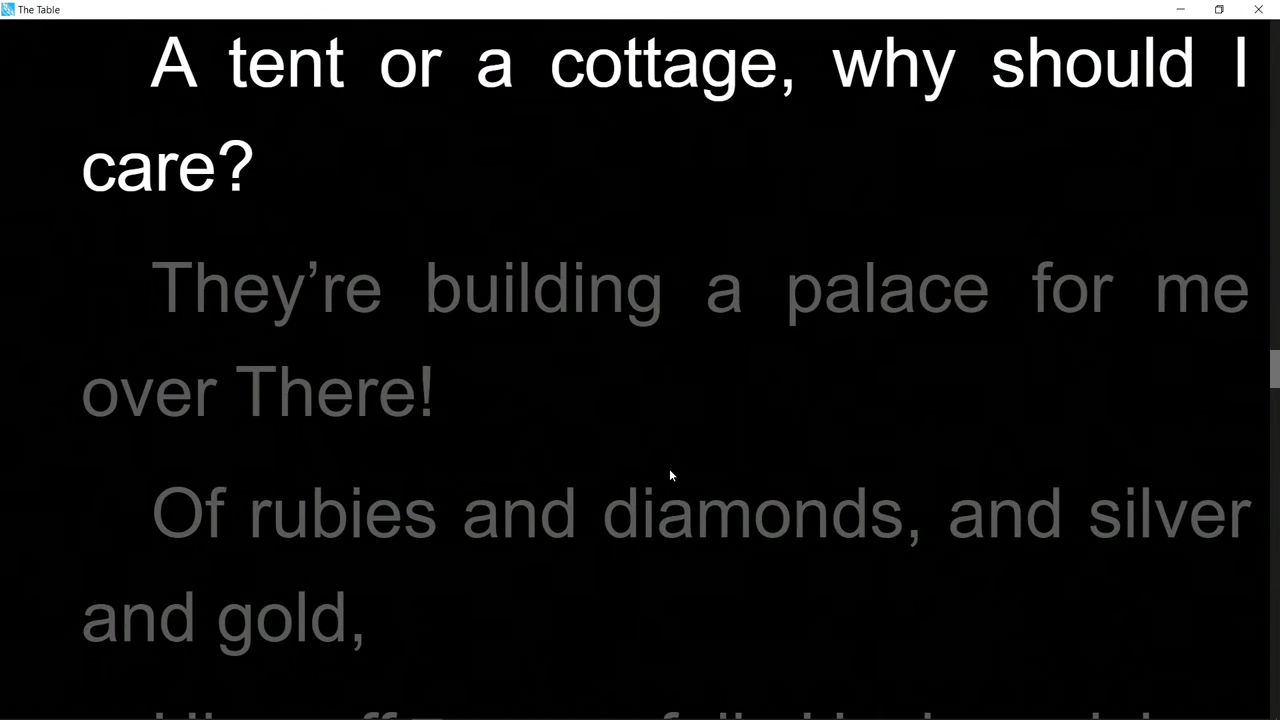 The Table
A tent or a cottage, why should I
care?
They’re building a palace for me
over There!
Of rubies and diamonds, and silver
and gold,